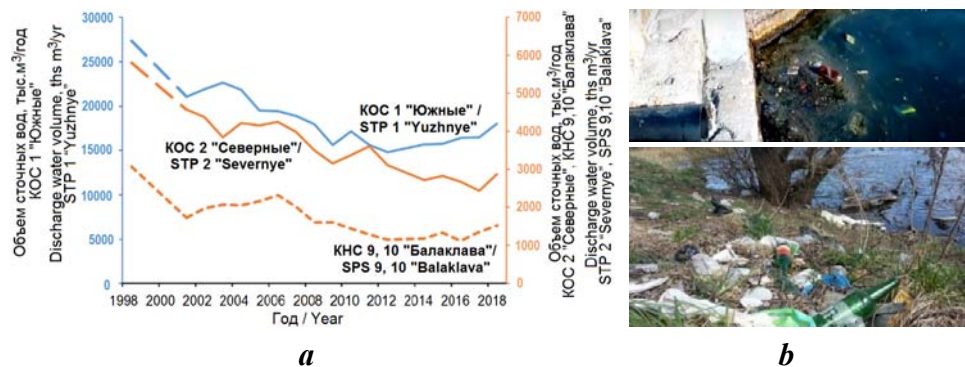 Объем сточных вод, тыс.м³/год
КОС 1 "Южные"
Discharge water volume, ths m³/yr
STP 1 "Yuzhnye"
30000
25000
20000
15000
10000
5000
0
КОС 1 "Южные" /
STP 1 "Yuzhnye"
КОС 2 "Северные"/
STP 2 "Severnye"
КНС 9, 10 "Балаклава"/
SPS 9, 10 "Balaklava"
7000
6000
5000
4000
3000
2000
1000
0
Объем сточных вод, тыс.м³/год
КОС 2 "Северные", КНС 9,10 "Балаклава"
Discharge water volume, ths m³/yr
STP 2 "Severnye", SPS 9,10 "Balaklava"
1998 2000 2002 2004 2006 2008 2010 2012 2014 2016 2018
Год / Year
a
b